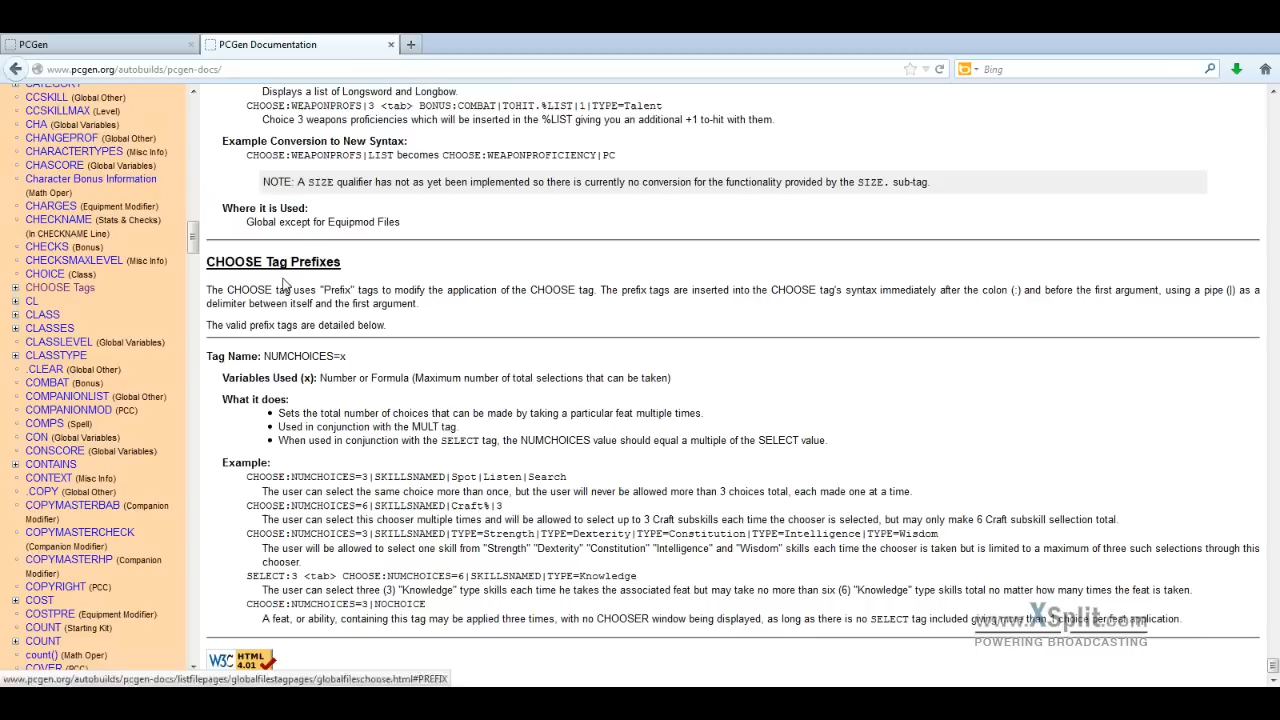 PCGen
PCGen Documentation
www.pcgen.org/autobuilds/pcgen-docs/
Bing
CATEGORY
CCSKILL (Global Other)
CCSKILLMAX (Level)
CHA (Global Variables)
CHANGEPROF (Global Other)
CHARACTERTYPES (Misc Info)
CHASCORE (Global Variables)
Character Bonus Information
(Math Oper)
CHARGES (Equipment Modifier)
CHECKNAME (Stats & Checks)
(In CHECKNAME Line)
CHECKS (Bonus)
CHECKSMAXLEVEL (Misc Info)
CHOICE (Class)
CHOOSE Tags
CL
CLASS
CLASSES
CLASSLEVEL (Global Variables)
CLASSTYPE
.CLEAR (Global Other)
COMBAT (Bonus)
COMPANIONLIST (Global Other)
COMPANIONMOD (PCC)
COMPS (Spell)
CON (Global Variables)
CONSCORE (Global Variables)
CONTAINS
CONTEXT (Misc Info)
.COPY (Global Other)
COPYMASTERBAB (Companion
Modifier)
COPYMASTERCHECK
(Companion Modifier)
COPYMASTERHP (Companion
Modifier)
COPYRIGHT (PCC)
COST
COSTPRE (Equipment Modifier)
COUNT (Starting Kit)
COUNT
count() (Math Oper)
COVER (PCC)
Displays a list of Longsword and Longbow.
CHOOSE:WEAPONPROFS|3 <tab> BONUS:COMBAT|TOHIT.%LIST|1|TYPE=Talent
Choice 3 weapons proficiencies which will be inserted in the %LIST giving you an additional +1 to-hit with them.
Example Conversion to New Syntax:
CHOOSE:WEAPONPROFS|LIST becomes CHOOSE:WEAPONPROFICIENCY|PC
NOTE: A SIZE qualifier has not as yet been implemented so there is currently no conversion for the functionality provided by the SIZE. sub-tag.
Where it is Used:
Global except for Equipmod Files
CHOOSE Tag Prefixes
The CHOOSE tag uses "Prefix" tags to modify the application of the CHOOSE tag. The prefix tags are inserted into the CHOOSE tag's syntax immediately after the colon (:) and before the first argument, using a pipe (|) as a
delimiter between itself and the first argument.
The valid prefix tags are detailed below.
Tag Name: NUMCHOICES=x
Variables Used (x): Number or Formula (Maximum number of total selections that can be taken)
What it does:
Sets the total number of choices that can be made by taking a particular feat multiple times.
Used in conjunction with the MULT tag.
When used in conjunction with the SELECT tag, the NUMCHOICES value should equal a multiple of the SELECT value.
Example:
CHOOSE:NUMCHOICES=3|SKILLSNAMED|Spot|Listen|Search
The user can select the same choice more than once, but the user will never be allowed more than 3 choices total, each made one at a time.
CHOOSE:NUMCHOICES=6|SKILLSNAMED|Craft%|3
The user can select this chooser multiple times and will be allowed to select up to 3 Craft subskills each time the chooser is selected, but may only make 6 Craft subskill sellection total.
CHOOSE:NUMCHOICES=3|SKILLSNAMED|TYPE=Strength|TYPE=Dexterity|TYPE=Constitution|TYPE=Intelligence|TYPE=Wisdom
The user will be allowed to select one skill from "Strength" "Dexterity" "Constitution" "Intelligence" and "Wisdom" skills each time the chooser is taken but is limited to a maximum of three such selections through this
chooser.
SELECT:3 <tab> CHOOSE:NUMCHOICES=6|SKILLSNAMED|TYPE=Knowledge
The user can select three (3) "Knowledge" type skills each time he takes the associated feat but may take no more than six (6) "Knowledge" type skills total no matter how many times the feat is taken.
CHOOSE:NUMCHOICES=3|NOCHOICE
A feat, or ability, containing this tag may be applied three times, with no CHOOSER window being displayed, as long as there is no SELECT tag included giving more than 1 choice per feat application.
www.XSplit.com
POWERING BROADCASTING
W3C HTML
4.01
www.pcgen.org/autobuilds/pcgen-docs/listfilepages/globalfilestagpages/globalfileschoose.html#PREFIX